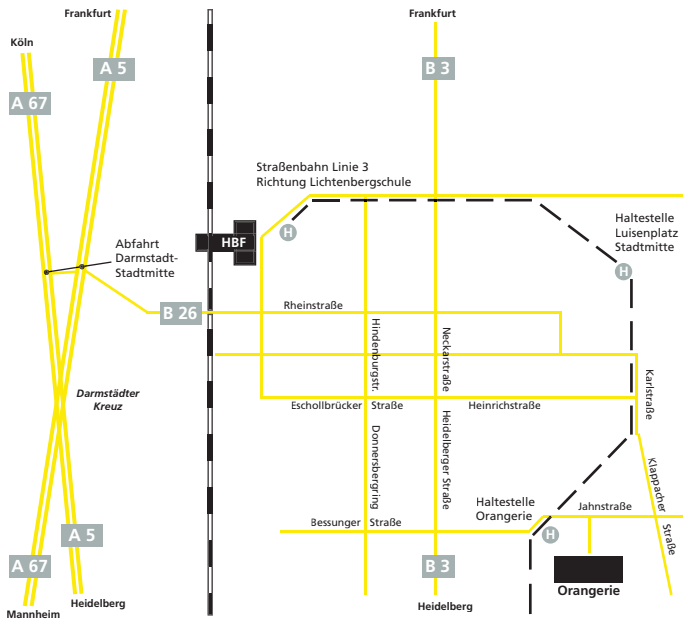 Frankfurt
Frankfurt
Köln
A 5
B 3
A 67
Straßenbahn Linie 3
Richtung Lichtenbergschule
Haltestelle
Luisenplatz
Stadtmitte
H
HBF
Abfahrt
Darmstadt-
Stadtmitte
H
B 26
Rheinstraße
Hindenburgstr.
Neckarstraße
Karlstraße
Darmstädter
Kreuz
Eschollbrücker Straße
Heinrichstraße
Donnersbergring
Heidelberger Straße
Klappacher Straße
Haltestelle
Orangerie
Jahnstraße
Bessunger Straße
H
A 5
A 67
B 3
Orangerie
Heidelberg
Heidelberg
Mannheim